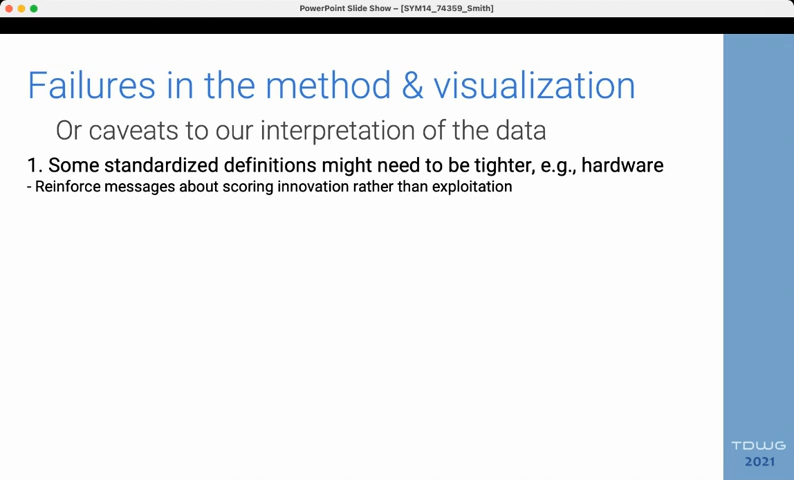 PowerPoint Slide Show – [SYM14_74359_Smith]
Failures in the method & visualization
Or caveats to our interpretation of the data
1. Some standardized definitions might need to be tighter, e.g., hardware
- Reinforce messages about scoring innovation rather than exploitation
TDWG
2021